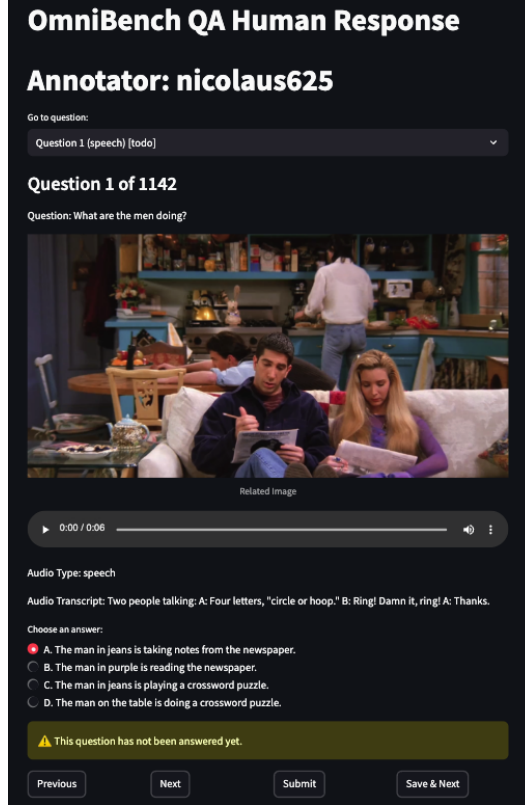 OmniBench QA Human Response
Annotator: nicolaus625
Go to question:
Question 1 (speech) [todo]
Question 1 of 1142
Question: What are the men doing?
Related Image
0:00 / 0:06
Audio Type: speech
Audio Transcript: Two people talking: A: Four letters, "circle or hoop." B: Ring! Damn it, ring! A: Thanks.
Choose an answer:
A. The man in jeans is taking notes from the newspaper.
B. The man in purple is reading the newspaper.
C. The man in jeans is playing a crossword puzzle.
D. The man on the table is doing a crossword puzzle.
This question has not been answered yet.
Previous
Next
Submit
Save & Next